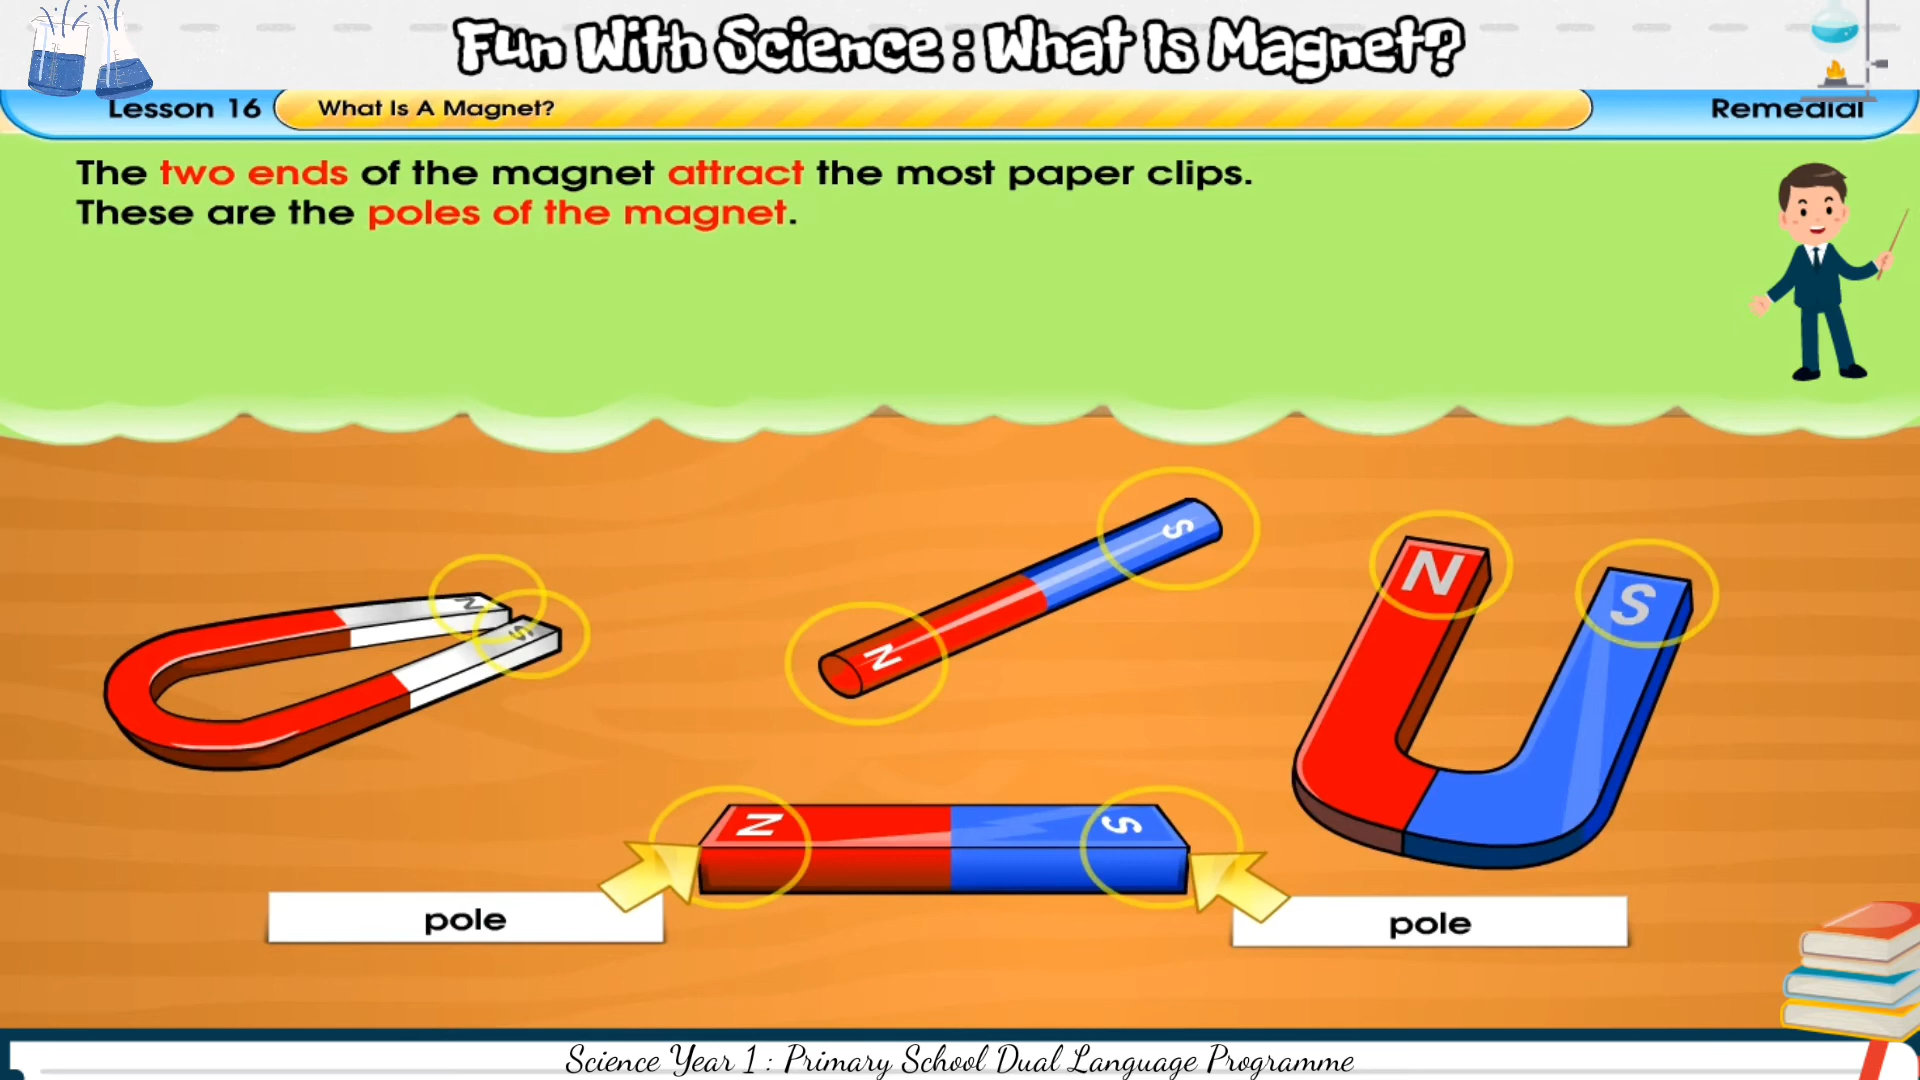 Fun With Science : What Is Magnet?
Lesson 16
What Is A Magnet?
Remedial
The two ends of the magnet attract the most paper clips.
These are the poles of the magnet.
N
S
N
S
N
S
N
S
pole
pole
Science Year 1 : Primary School Dual Language Programme